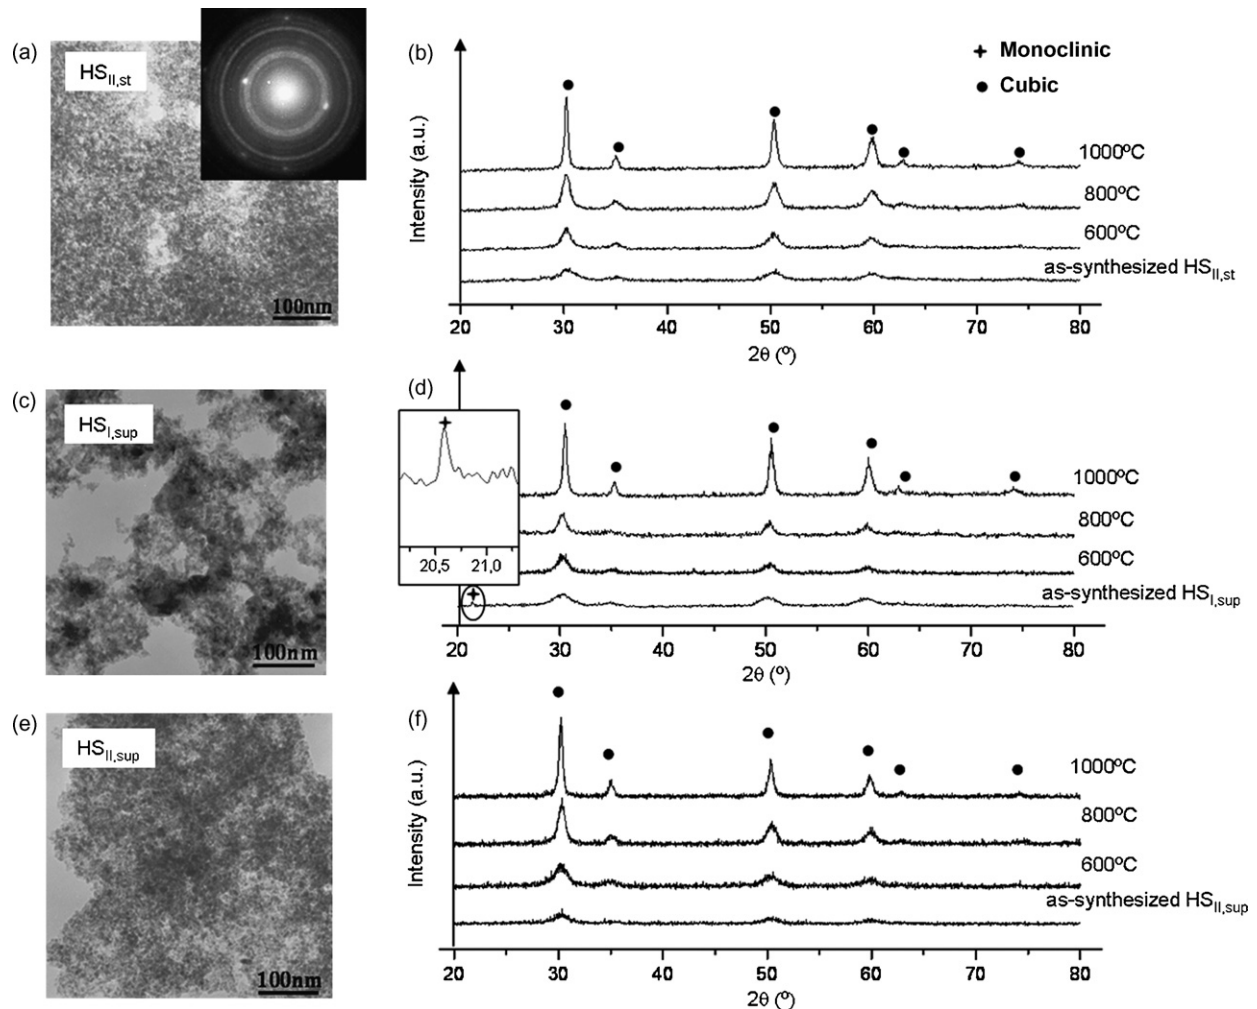 (a)
HSII,st
100nm
(b)
Monoclinic
Cubic
Intensity (a.u.)
1000ºC
800ºC
600ºC
as-synthesized HSII,st
20 30 40 50 60 70 80
2θ (º)
(c)
HSI,sup
100nm
(d)
20,5 21,0
1000ºC
800ºC
600ºC
as-synthesized HSI,sup
20 30 40 50 60 70 80
2θ (º)
(e)
HSII,sup
100nm
(f)
Intensity (a.u.)
1000ºC
800ºC
600ºC
as-synthesized HSII,sup
20 30 40 50 60 70 80
2θ (º)